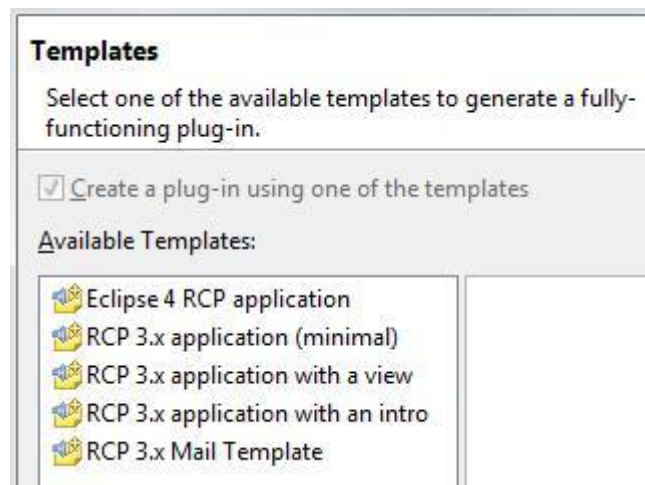 Templates
Select one of the available templates to generate a fully-
functioning plug-in.
Create a plug-in using one of the templates
Available Templates:
Eclipse 4 RCP application
RCP 3.x application (minimal)
RCP 3.x application with a view
RCP 3.x application with an intro
RCP 3.x Mail Template